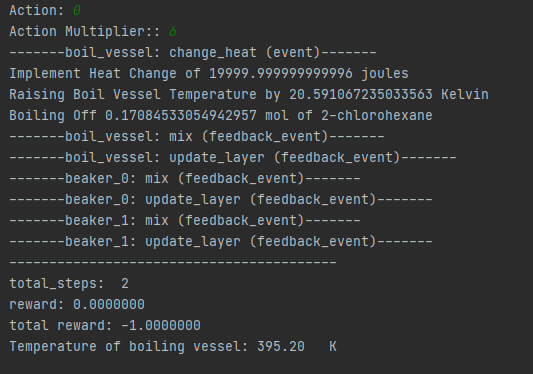 Action: 0
Action Multiplier:: 6
-------boil_vessel: change_heat (event)-------
Implement Heat Change of 19999.999999999996 joules
Raising Boil Vessel Temperature by 20.591067235033563 Kelvin
Boiling Off 0.17084533054942957 mol of 2-chlorohexane
-------boil_vessel: mix (feedback_event)-------
-------boil_vessel: update_layer (feedback_event)-------
-------beaker_0: mix (feedback_event)-------
-------beaker_0: update_layer (feedback_event)-------
-------beaker_1: mix (feedback_event)-------
-------beaker_1: update_layer (feedback_event)-------
-----------------------------------------
total_steps:  2
reward: 0.0000000
total reward: -1.0000000
Temperature of boiling vessel: 395.20   K